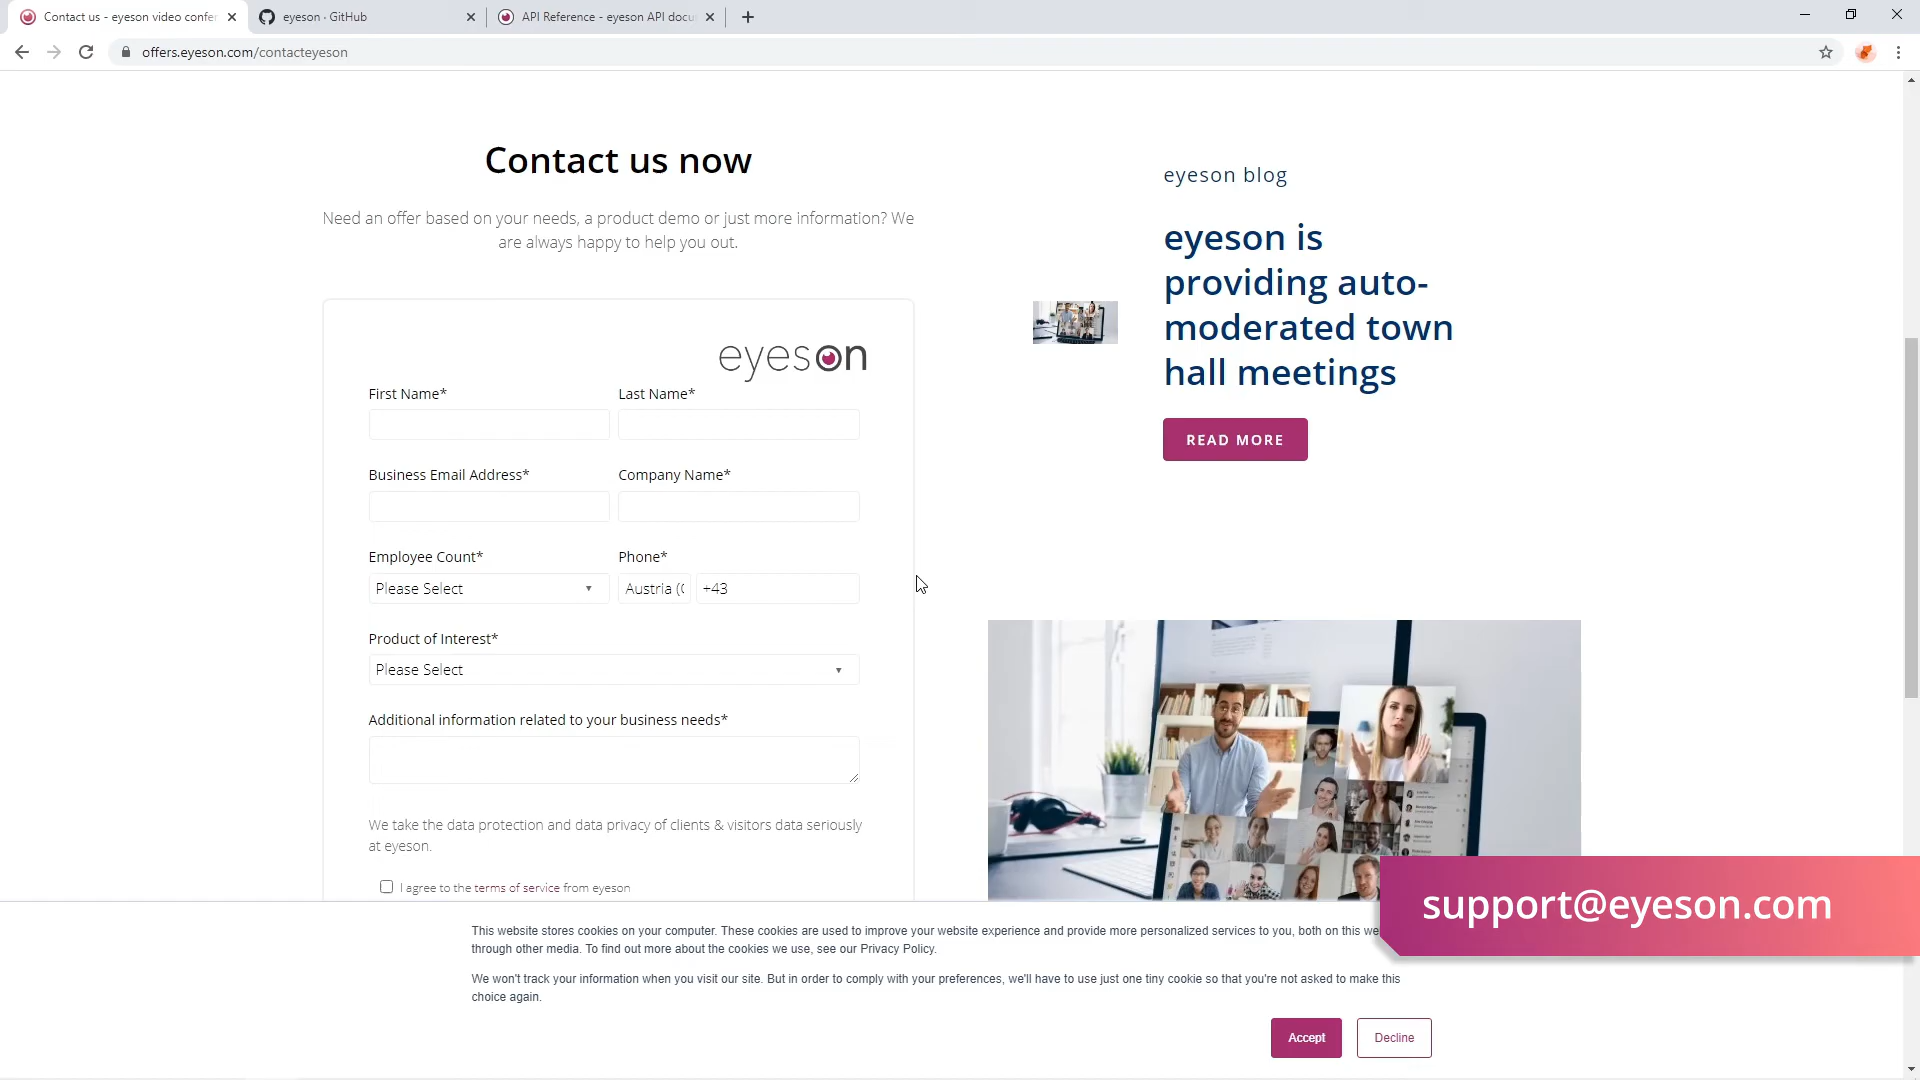 Contact us - eyeson video confer
eyeson · GitHub
API Reference - eyeson API docu
offers.eyeson.com/contacteyeson
Contact us now
Need an offer based on your needs, a product demo or just more information? We
are always happy to help you out.
eyeson
First Name*
Last Name*
Business Email Address*
Company Name*
Employee Count*
Phone*
Please Select
Austria (
+43
Product of Interest*
Please Select
Additional information related to your business needs*
We take the data protection and data privacy of clients & visitors data seriously
at eyeson.
I agree to the terms of service from eyeson
eyeson blog
eyeson is
providing auto-
moderated town
hall meetings
READ MORE
support@eyeson.com
This website stores cookies on your computer. These cookies are used to improve your website experience and provide more personalized services to you, both on this we
through other media. To find out more about the cookies we use, see our Privacy Policy.
We won't track your information when you visit our site. But in order to comply with your preferences, we'll have to use just one tiny cookie so that you're not asked to make this
choice again.
Accept
Decline